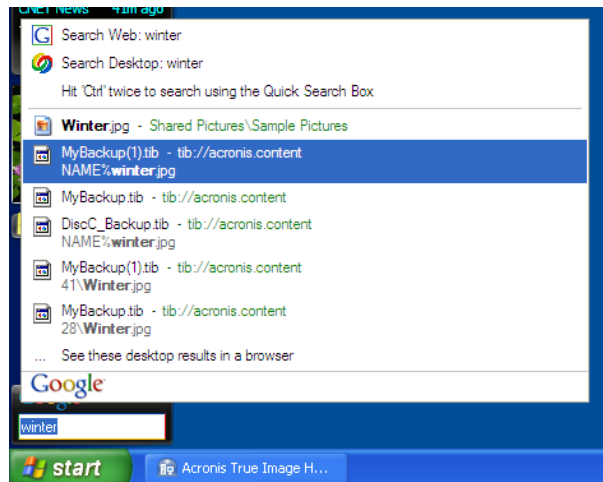 CNET News 41m ago
Search Web: winter
Search Desktop: winter
Hit 'Ctrl' twice to search using the Quick Search Box
Winter.jpg - Shared Pictures\Sample Pictures
MyBackup(1).tib - tib://acronis.content
NAME%winter.jpg
MyBackup.tib - tib://acronis.content
DiscC_Backup.tib - tib://acronis.content
NAME%winter.jpg
MyBackup(1).tib - tib://acronis.content
41\Winter.jpg
MyBackup.tib - tib://acronis.content
28\Winter.jpg
... See these desktop results in a browser
Google
winter
start Acronis True Image H...